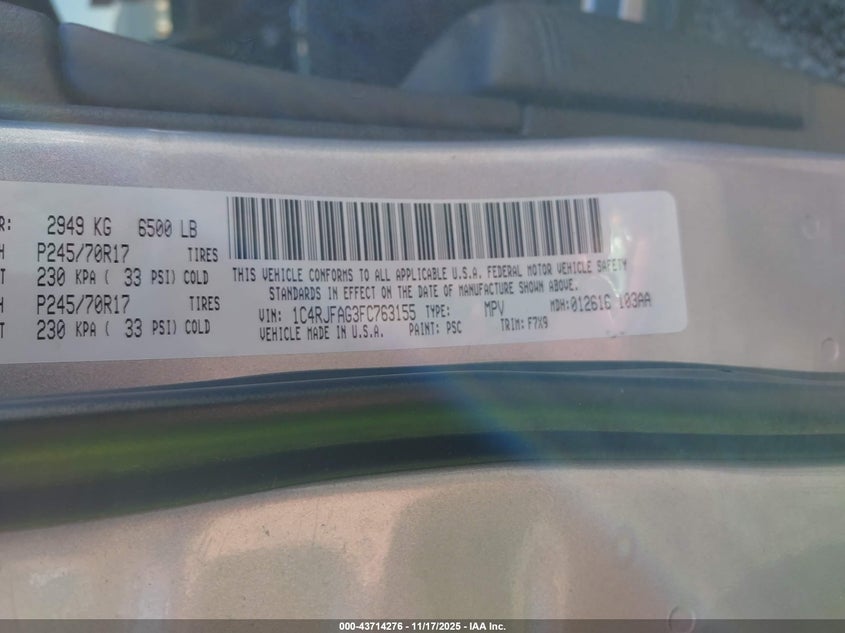 R: 2949 KG 6500 LB
H P245/70R17 TIRES
T 230 KPA ( 33 PSI) COLD
H P245/70R17 TIRES
T 230 KPA ( 33 PSI) COLD
THIS VEHICLE CONFORMS TO ALL APPLICABLE U.S.A. FEDERAL MOTOR VEHICLE SAFETY
STANDARDS IN EFFECT ON THE DATE OF MANUFACTURE SHOWN ABOVE.
VIN: 1C4RJFAG3FC763155 TYPE: MPV MDH:012616 103AA
VEHICLE MADE IN U.S.A. PAINT: PSC TRIM: F7X9
000-43714276 - 11/17/2025 - IAA Inc.